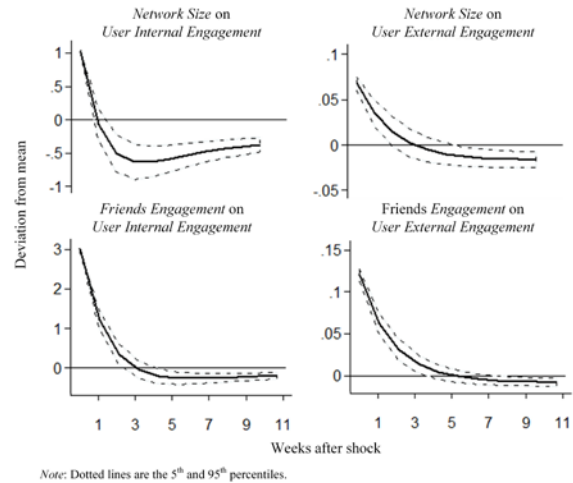 Network Size on
User Internal Engagement
Network Size on
User External Engagement
1
.5
0
-.5
-1
.1
.05
0
-.05
Deviation from mean
Friends Engagement on
User Internal Engagement
Friends Engagement on
User External Engagement
3
2
1
0
.15
.1
.05
0
1 3 5 7 9 11
1 3 5 7 9 11
Weeks after shock
Note: Dotted lines are the 5th and 95th percentiles.